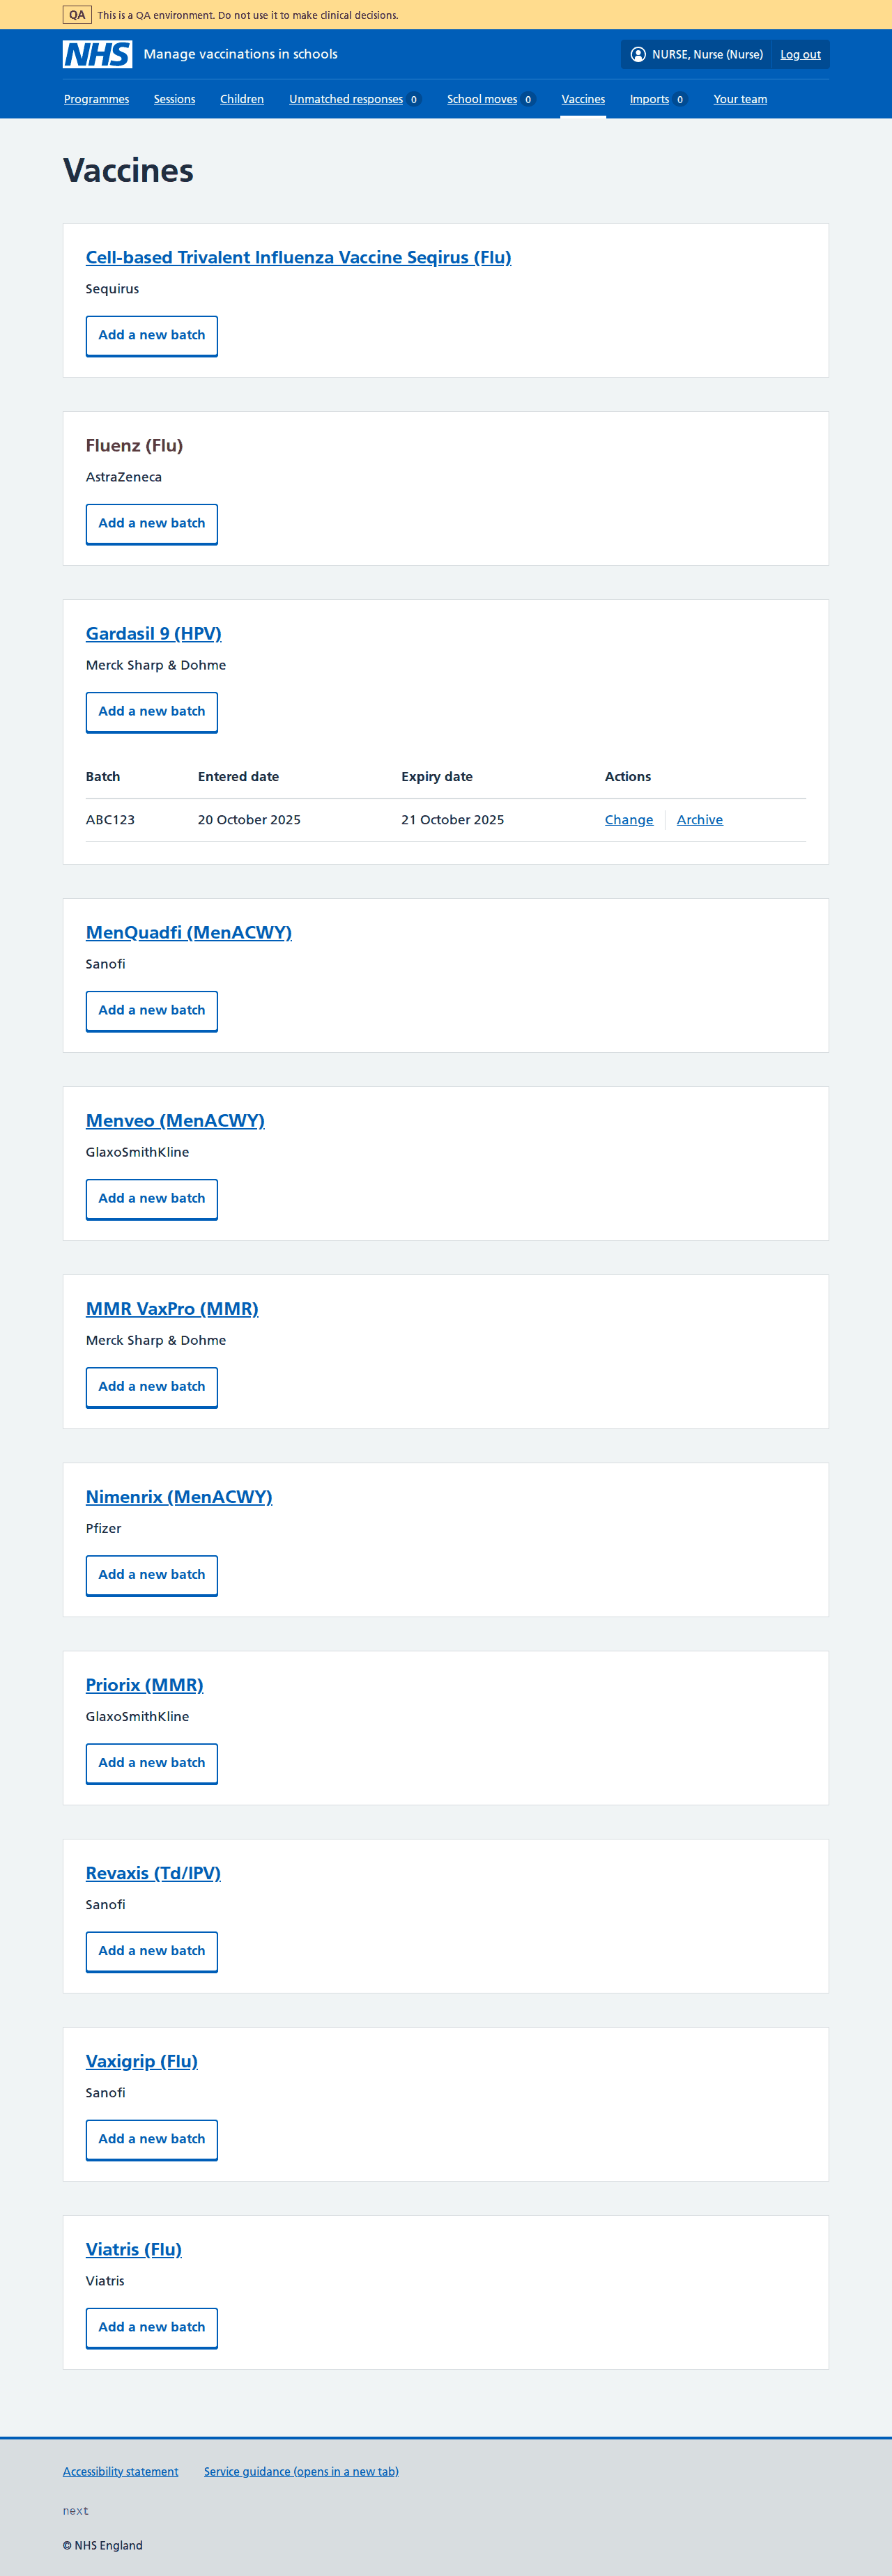 QA This is a QA environment. Do not use it to make clinical decisions.
NHS Manage vaccinations in schools NURSE, Nurse (Nurse) Log out
Programmes Sessions Children Unmatched responses 0 School moves 0 Vaccines Imports 0 Your team
Vaccines
Cell-based Trivalent Influenza Vaccine Seqirus (Flu)
Sequirus
Add a new batch
Fluenz (Flu)
AstraZeneca
Add a new batch
Gardasil 9 (HPV)
Merck Sharp & Dohme
Add a new batch
Batch Entered date Expiry date Actions
ABC123 20 October 2025 21 October 2025 Change Archive
MenQuadfi (MenACWY)
Sanofi
Add a new batch
Menveo (MenACWY)
GlaxoSmithKline
Add a new batch
MMR VaxPro (MMR)
Merck Sharp & Dohme
Add a new batch
Nimenrix (MenACWY)
Pfizer
Add a new batch
Priorix (MMR)
GlaxoSmithKline
Add a new batch
Revaxis (Td/IPV)
Sanofi
Add a new batch
Vaxigrip (Flu)
Sanofi
Add a new batch
Viatris (Flu)
Viatris
Add a new batch
Accessibility statement Service guidance (opens in a new tab)
next
© NHS England